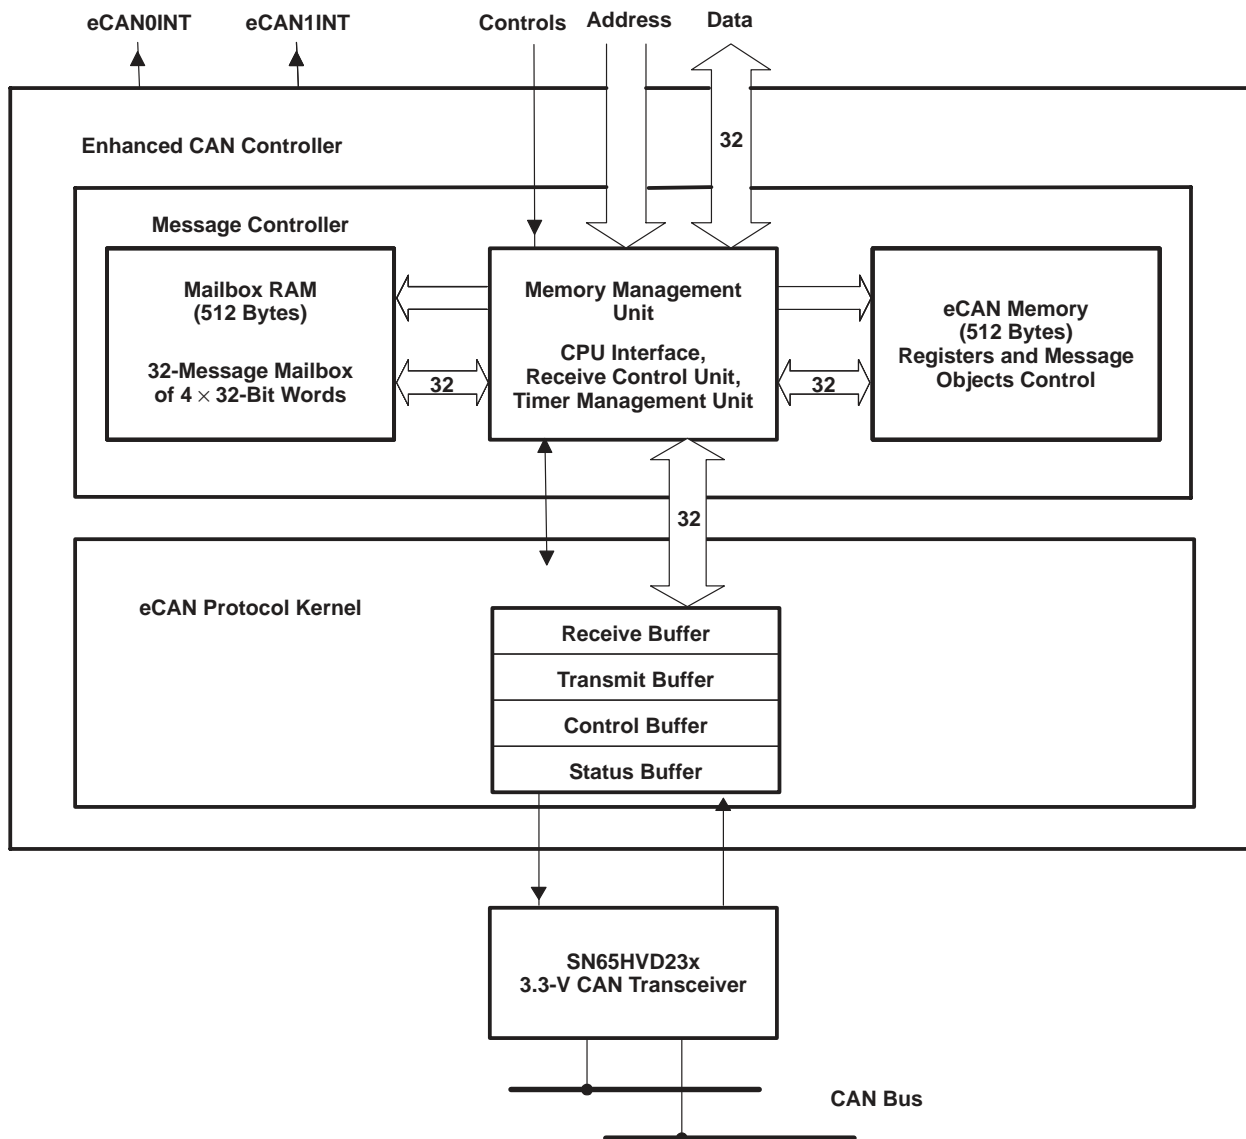 eCAN0INT
eCAN1INT
Controls
Address
Data
32
Enhanced CAN Controller
Message Controller
Mailbox RAM
(512 Bytes)
32-Message Mailbox
of 4 × 32-Bit Words
32
Memory Management
Unit
CPU Interface,
Receive Control Unit,
Timer Management Unit
32
eCAN Memory
(512 Bytes)
Registers and Message
Objects Control
32
eCAN Protocol Kernel
Receive Buffer
Transmit Buffer
Control Buffer
Status Buffer
SN65HVD23x
3.3-V CAN Transceiver
CAN Bus